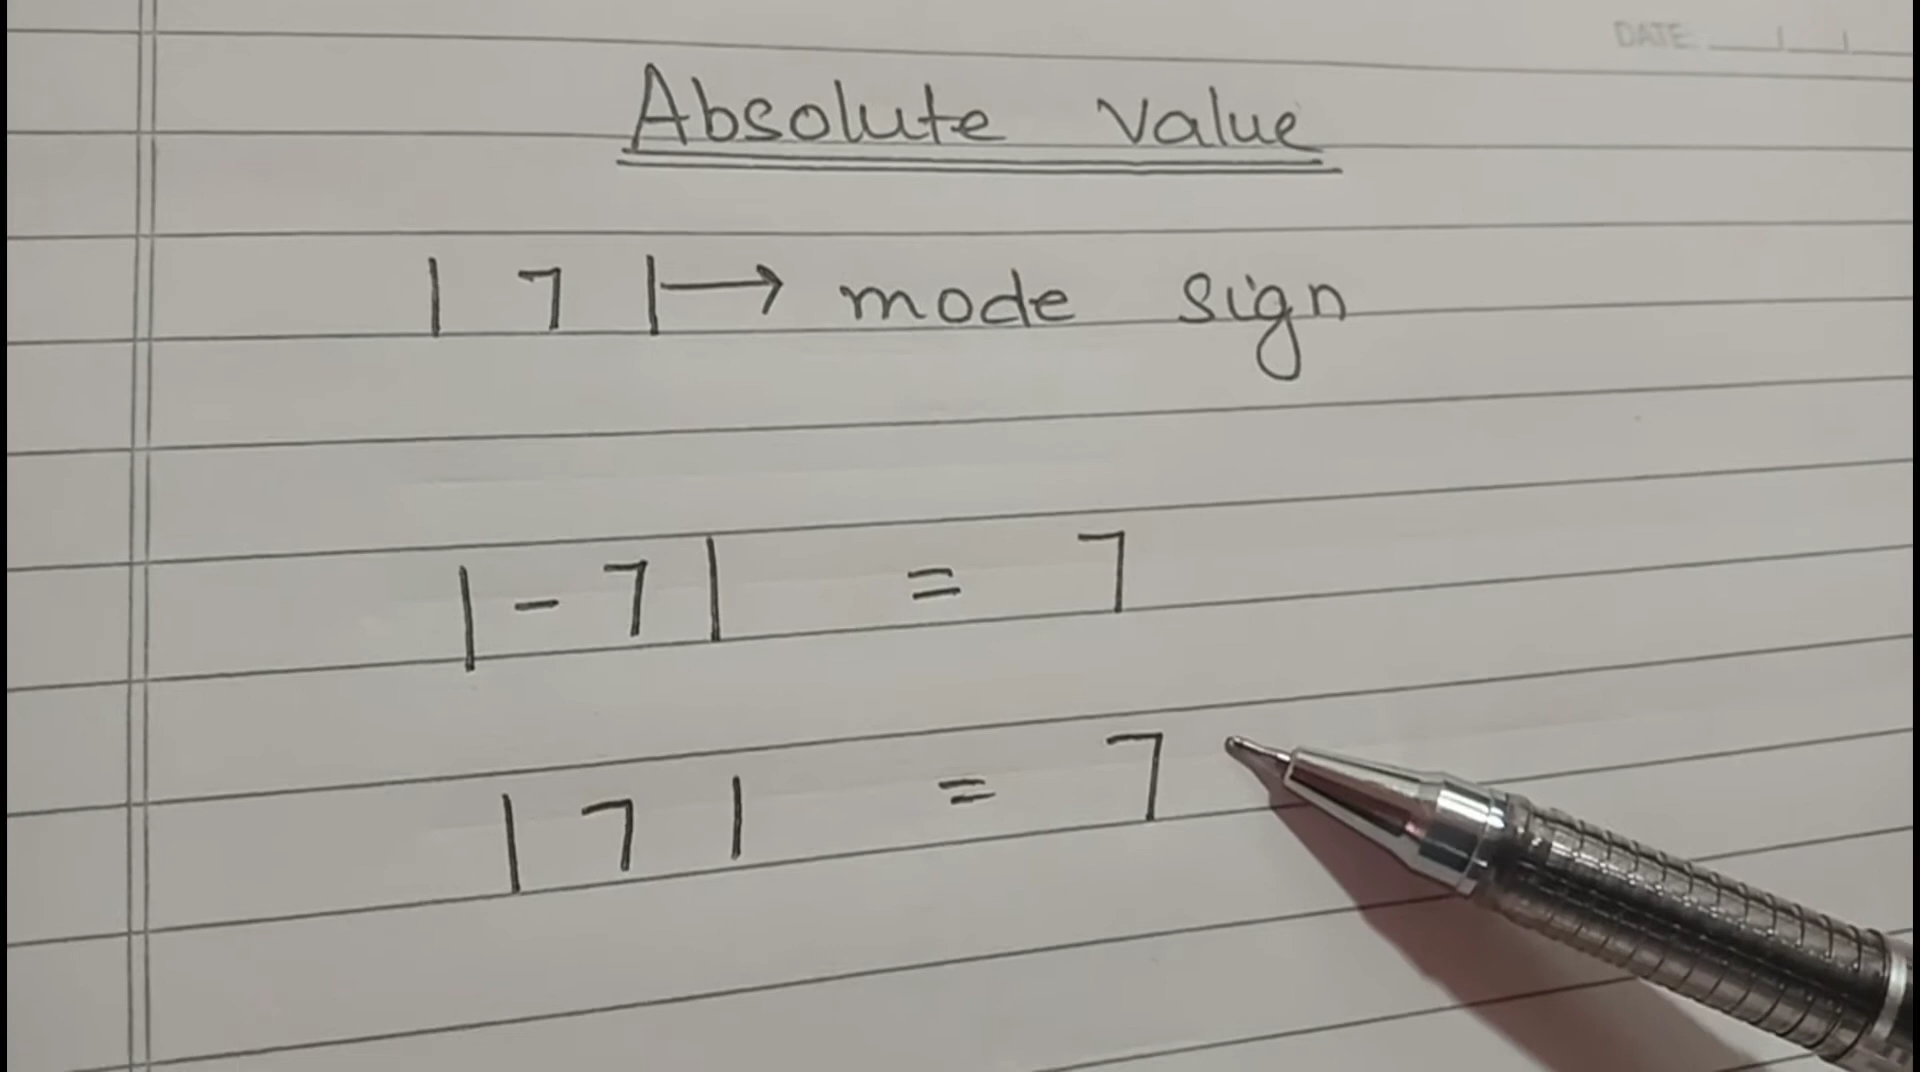 DATE:
Absolute value
| 7 | → mode sign
| - 7 | = 7
| 7 | = 7